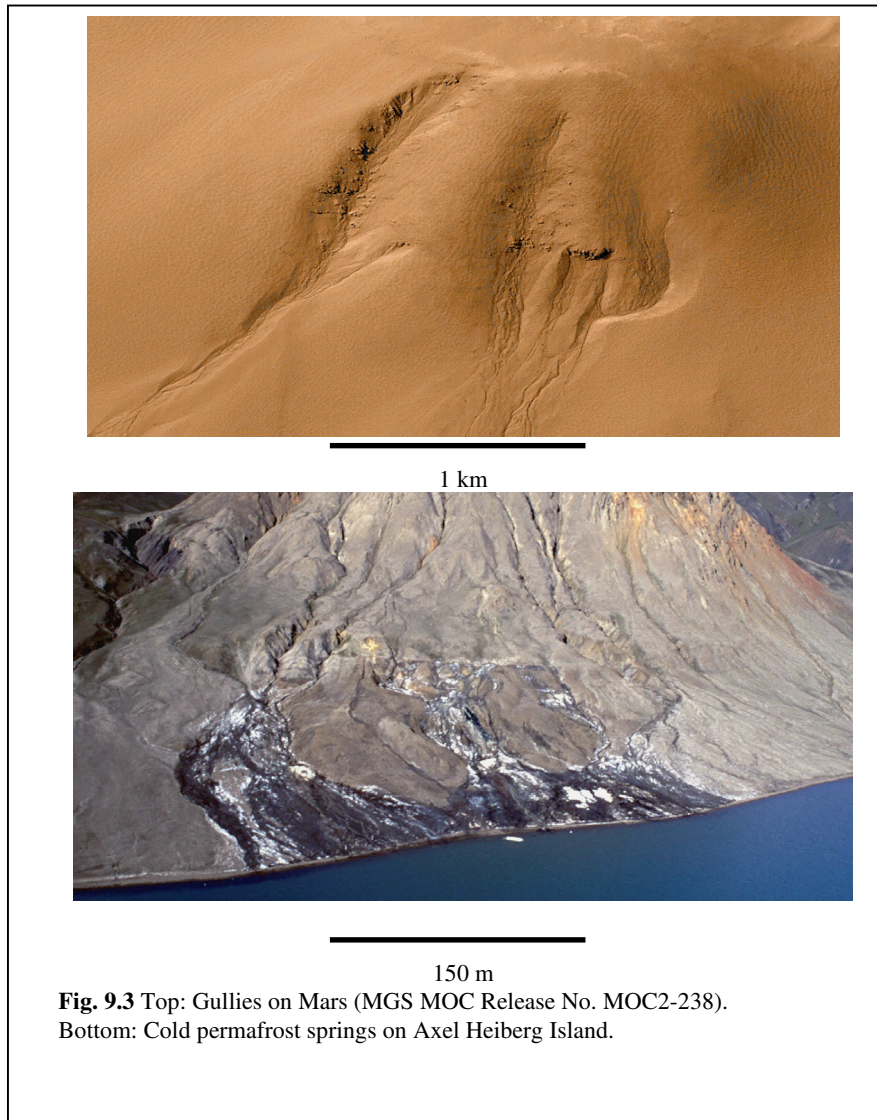 1 km
150 m
Fig. 9.3 Top: Gullies on Mars (MGS MOC Release No. MOC2-238).
Bottom: Cold permafrost springs on Axel Heiberg Island.